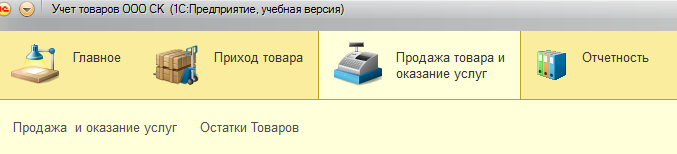 Учет товаров ООО СК (1С:Предприятие, учебная версия)
Главное
Приход товара
Продажа товара и
оказание услуг
Отчетность
Продажа и оказание услуг
Остатки Товаров